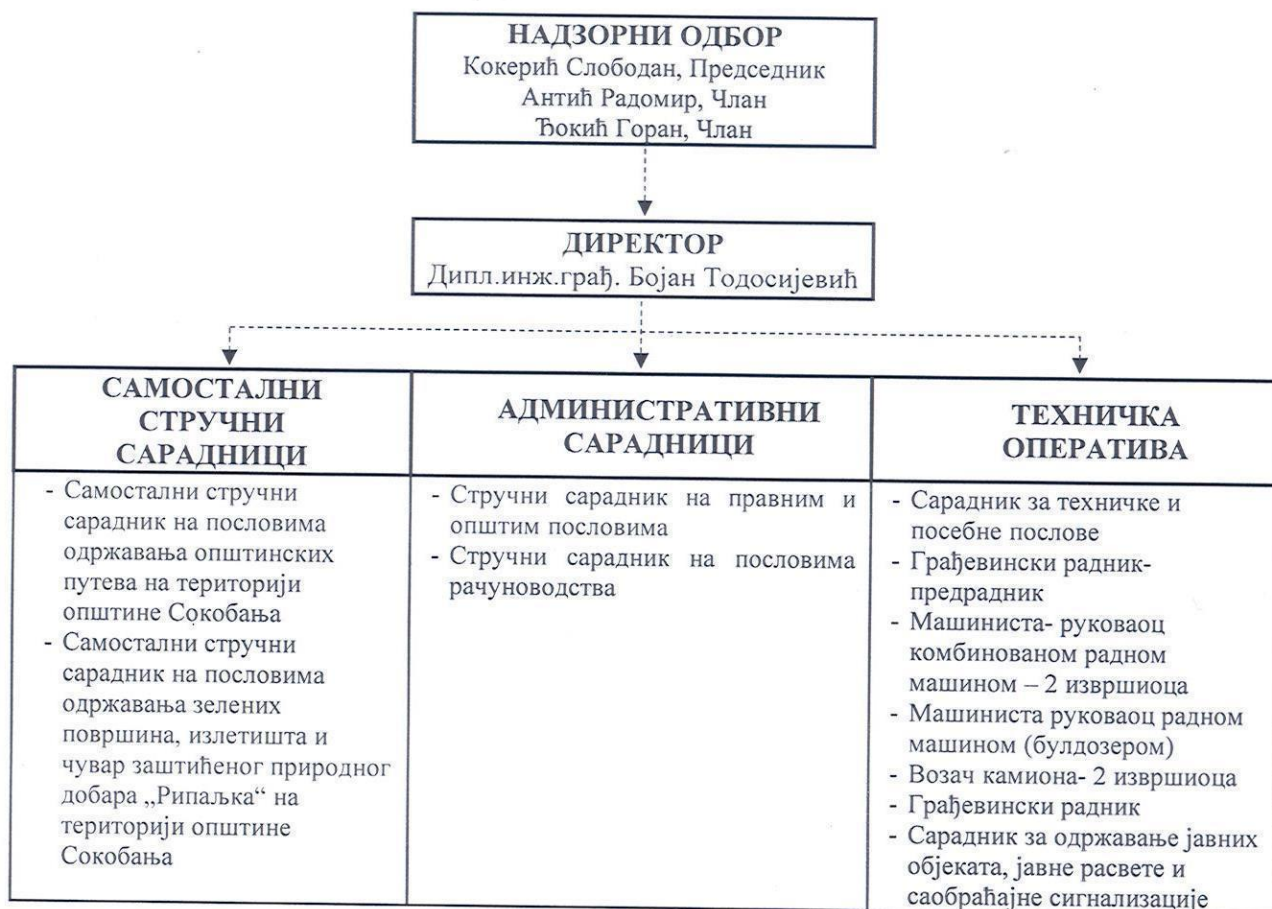 НАДЗОРНИ ОДБОР
Кокерић Слободан, Председник
Антић Радомир, Члан
Ђокић Горан, Члан
ДИРЕКТОР
Дипл.инж.грађ. Бојан Тодосијевић
САМОСТАЛНИ
СТРУЧНИ
САРАДНИЦИ
- Самостални стручни
сарадник на пословима
одржавања општинских
путева на територији
општине Сокобања
- Самостални стручни
сарадник на пословима
одржавања зелених
површина, излетишта и
чувар заштићеног природног
добара „Рипаљка“ на
територији општине
Сокобања
АДМИНИСТРАТИВНИ
САРАДНИЦИ
- Стручни сарадник на правним и
општим пословима
- Стручни сарадник на пословима
рачуноводства
ТЕХНИЧКА
ОПЕРАТИВА
- Сарадник за техничке и
посебне послове
- Грађевински радник-
предрадник
- Машиниста- руковаоц
комбинованом радном
машином – 2 извршиоца
- Машиниста руковаоц радном
машином (булдозером)
- Возач камиона- 2 извршиоца
- Грађевински радник
- Сарадник за одржавање јавних
објеката, јавне расвете и
саобраћајне сигнализације